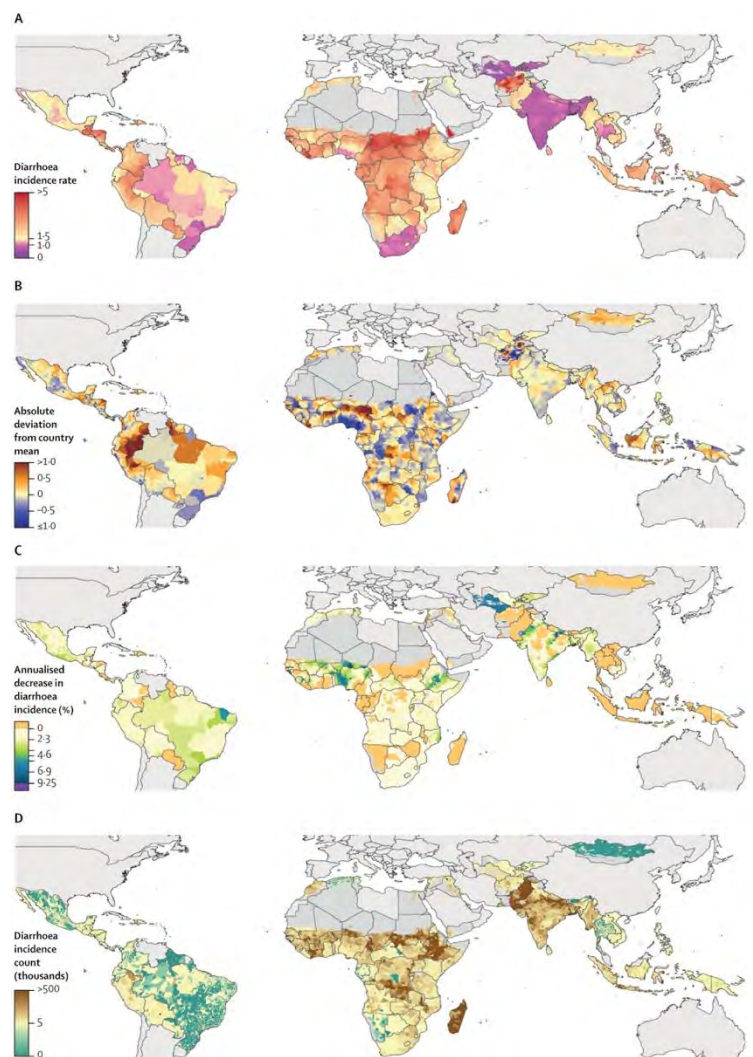 A
Diarrhoea
incidence rate
>5
1·5
1·0
0
B
Absolute
deviation
from country
mean
>1·0
0·5
0
−0·5
≤1·0
C
Annualised
decrease in
diarrhoea
incidence (%)
0
2·3
4·6
6·9
9·25
D
Diarrhoea
incidence
count
(thousands)
>500
5
0